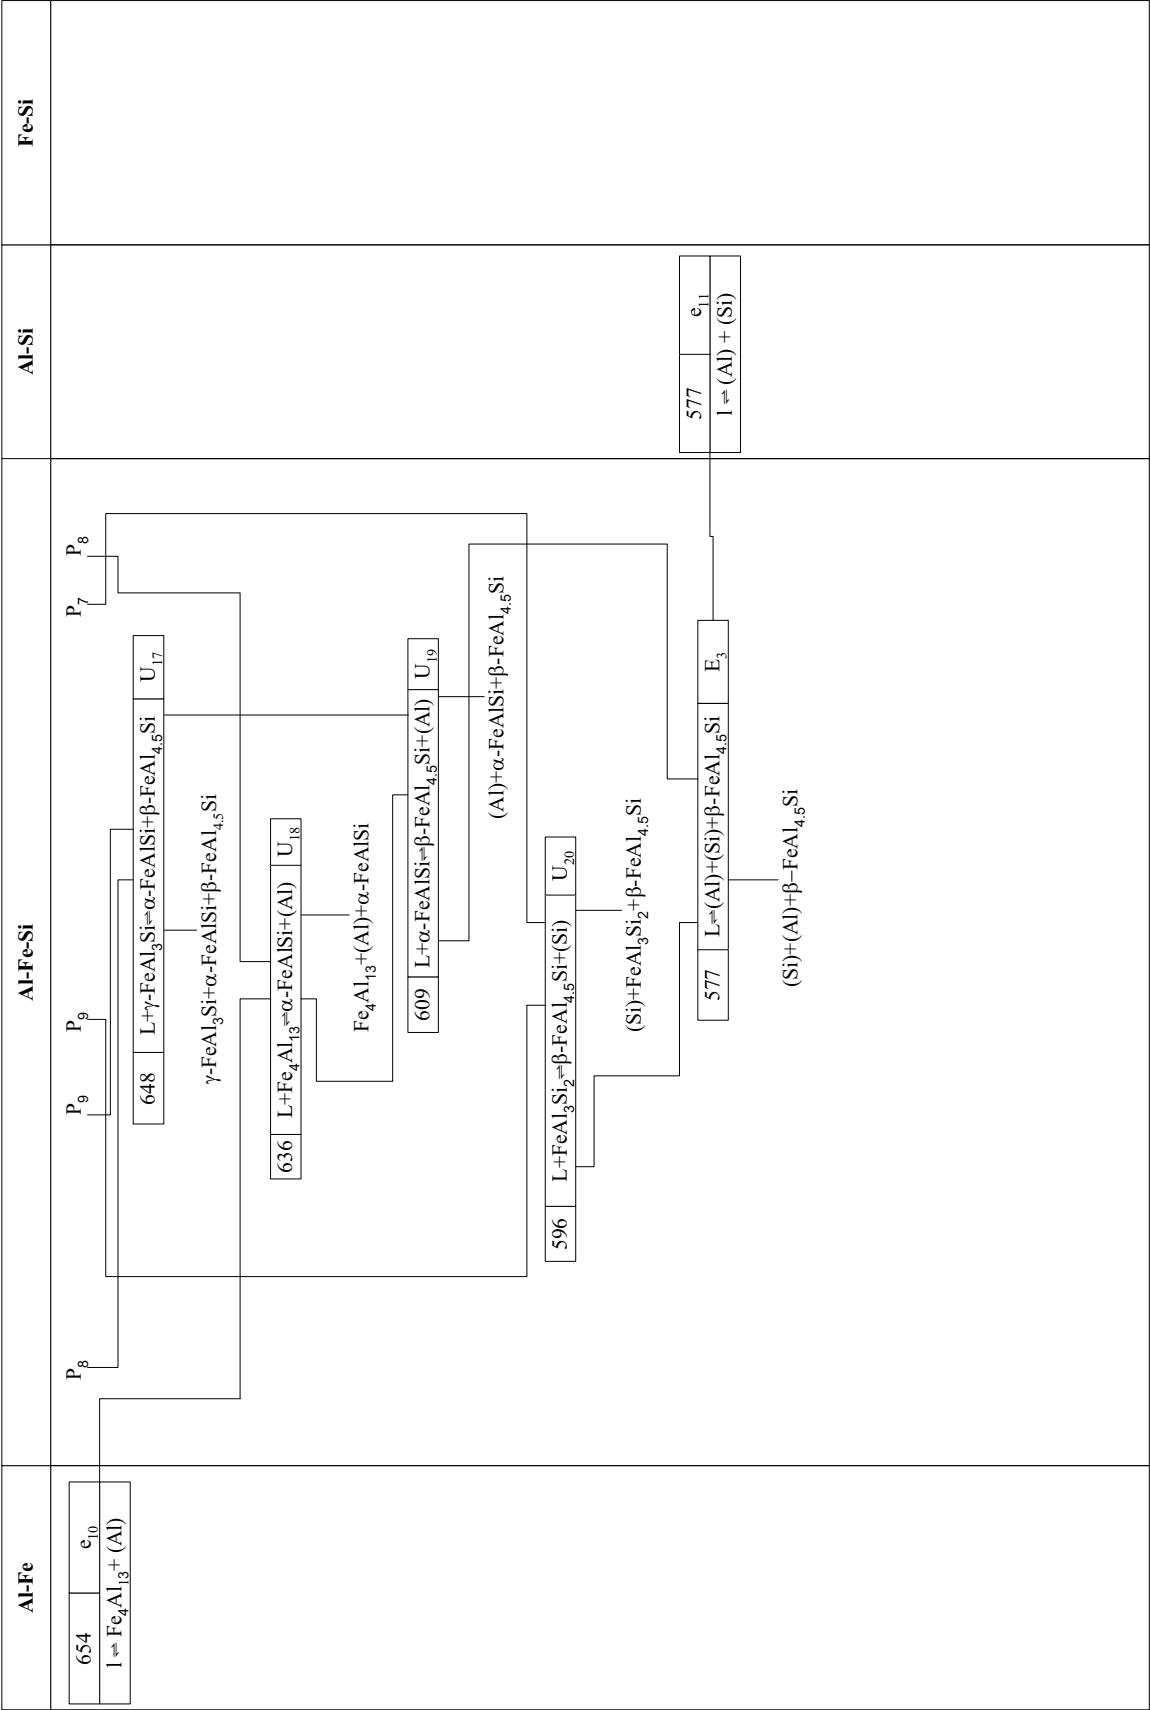 Al-Fe
Al-Fe-Si
Al-Si
Fe-Si
654 e₁₀
l ⇌ Fe₄Al₁₃+ (Al)
P₈
P₉
P₉
P₇
P₈
648 L+γ-FeAl₃Si⇌α-FeAlSi+β-FeAl₄.₅Si U₁₇
γ-FeAl₃Si+α-FeAlSi+β-FeAl₄.₅Si
636 L+Fe₄Al₁₃⇌α-FeAlSi+(Al) U₁₈
Fe₄Al₁₃+(Al)+α-FeAlSi
609 L+α-FeAlSi⇌β-FeAl₄.₅Si+(Al) U₁₉
(Al)+α-FeAlSi+β-FeAl₄.₅Si
596 L+FeAl₃Si₂⇌β-FeAl₄.₅Si+(Si) U₂₀
(Si)+FeAl₃Si₂+β-FeAl₄.₅Si
577 e₁₁
l ⇌ (Al) + (Si)
577 L⇌(Al)+(Si)+β-FeAl₄.₅Si E₃
(Si)+(Al)+β−FeAl₄.₅Si